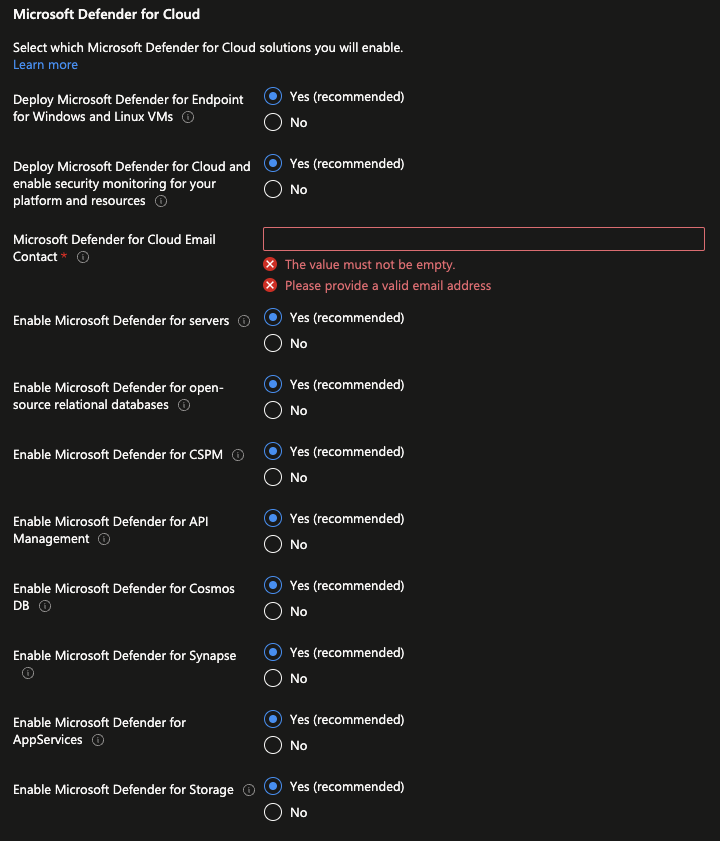 Microsoft Defender for Cloud
Select which Microsoft Defender for Cloud solutions you will enable.
Learn more
Deploy Microsoft Defender for Endpoint
for Windows and Linux VMs
Yes (recommended)
No
Deploy Microsoft Defender for Cloud and
enable security monitoring for your
platform and resources
Yes (recommended)
No
Microsoft Defender for Cloud Email
Contact *
The value must not be empty.
Please provide a valid email address
Enable Microsoft Defender for servers
Yes (recommended)
No
Enable Microsoft Defender for open-
source relational databases
Yes (recommended)
No
Enable Microsoft Defender for CSPM
Yes (recommended)
No
Enable Microsoft Defender for API
Management
Yes (recommended)
No
Enable Microsoft Defender for Cosmos
DB
Yes (recommended)
No
Enable Microsoft Defender for Synapse
Yes (recommended)
No
Enable Microsoft Defender for
AppServices
Yes (recommended)
No
Enable Microsoft Defender for Storage
Yes (recommended)
No